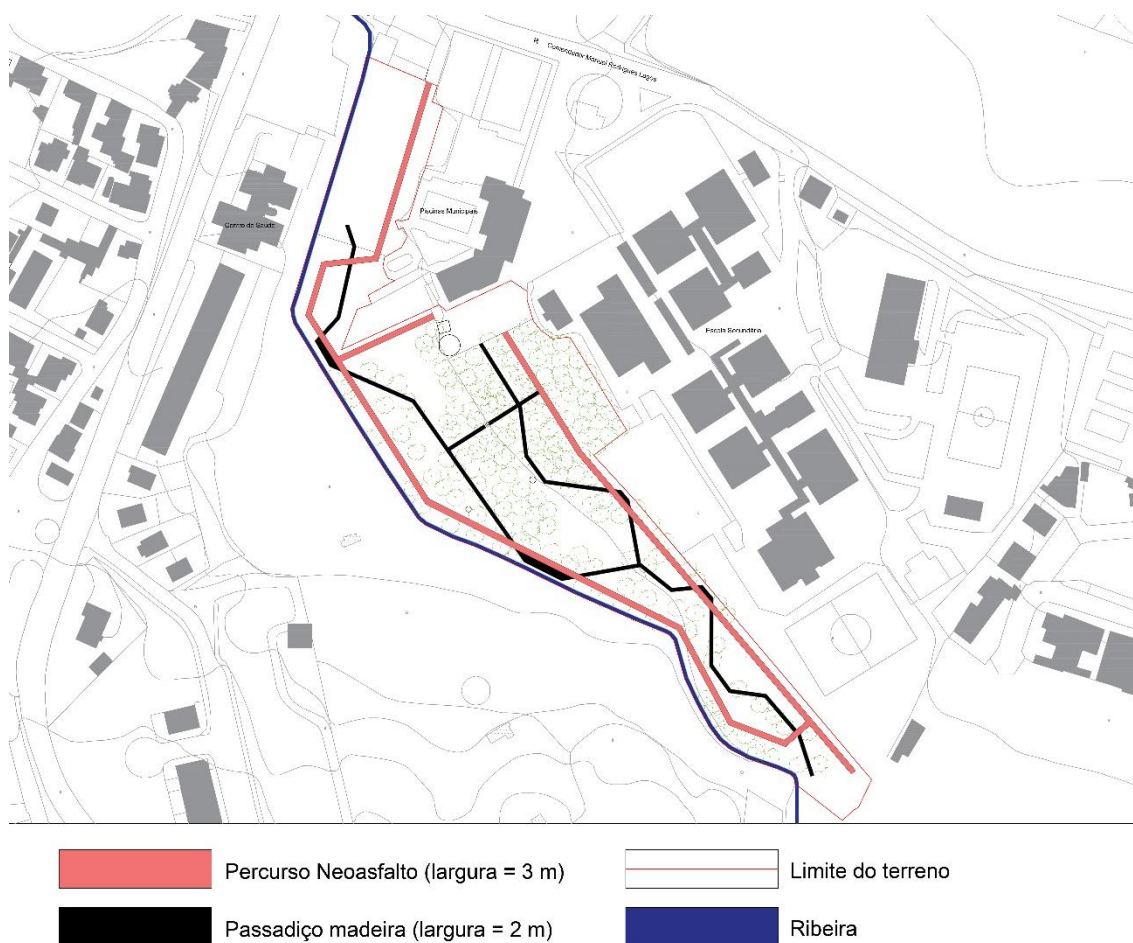 R. Comendador Manuel Rodrigues Lagos
Piscinas Municipais
Centro de Saúde
Escola Secundária
Percurso Neoasfalto (largura = 3 m)
Limite do terreno
Passadiço madeira (largura = 2 m)
Ribeira